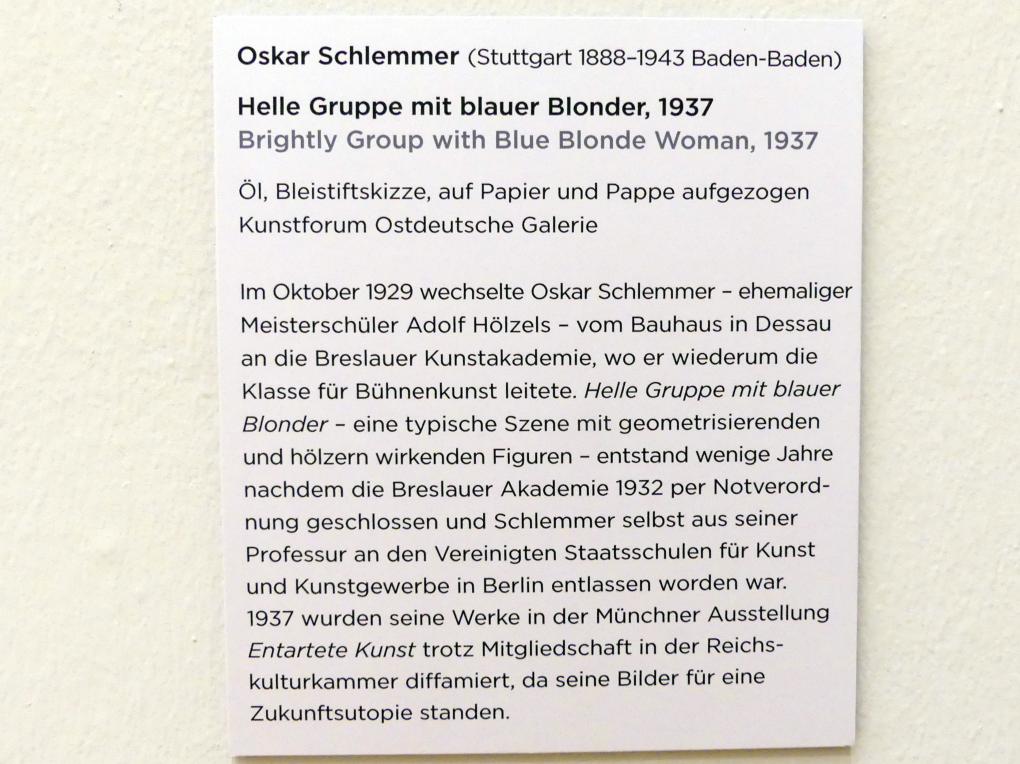 Oskar Schlemmer (Stuttgart 1888–1943 Baden-Baden)
Helle Gruppe mit blauer Blonder, 1937
Brightly Group with Blue Blonde Woman, 1937
Öl, Bleistiftskizze, auf Papier und Pappe aufgezogen
Kunstforum Ostdeutsche Galerie
Im Oktober 1929 wechselte Oskar Schlemmer – ehemaliger
Meisterschüler Adolf Hölzels – vom Bauhaus in Dessau
an die Breslauer Kunstakademie, wo er wiederum die
Klasse für Bühnenkunst leitete. Helle Gruppe mit blauer
Blonder – eine typische Szene mit geometrisierenden
und hölzern wirkenden Figuren – entstand wenige Jahre
nachdem die Breslauer Akademie 1932 per Notverord-
nung geschlossen und Schlemmer selbst aus seiner
Professur an den Vereinigten Staatsschulen für Kunst
und Kunstgewerbe in Berlin entlassen worden war.
1937 wurden seine Werke in der Münchner Ausstellung
Entartete Kunst trotz Mitgliedschaft in der Reichs-
kulturkammer diffamiert, da seine Bilder für eine
Zukunftsutopie standen.